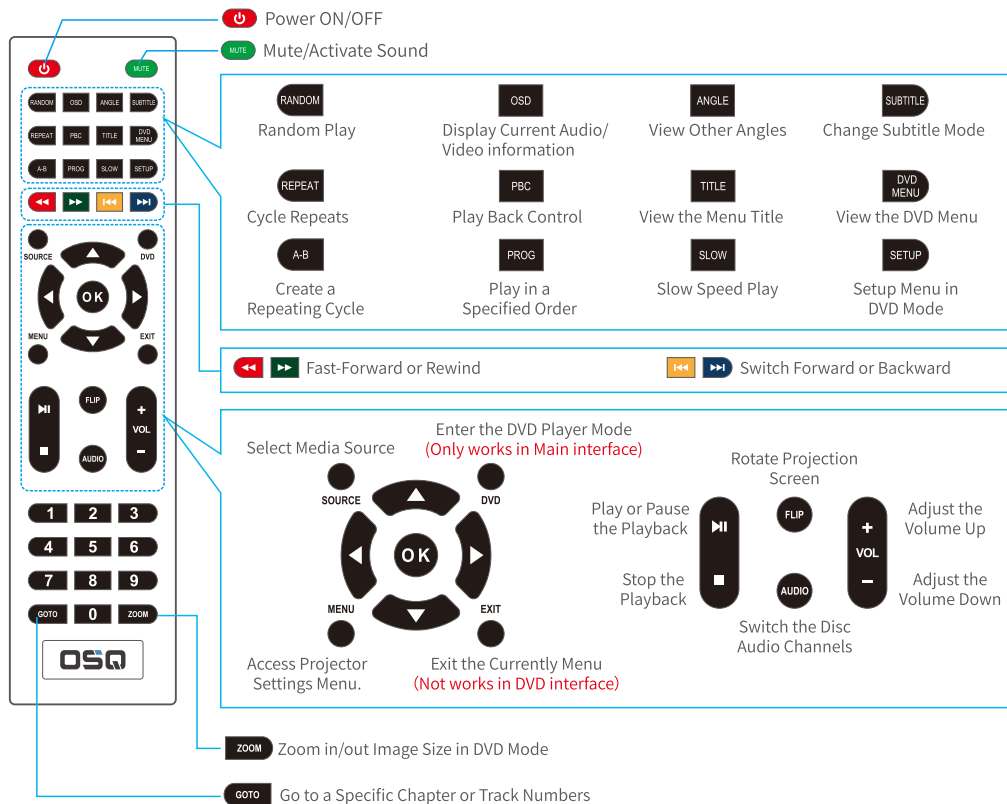 Power ON/OFF
MUTE Mute/Activate Sound
MUTE
RANDOM OSD ANGLE SUBTITLE
REPEAT PBC TITLE DVD MENU
A-B PROG SLOW SETUP
SOURCE DVD
OK
MENU EXIT
FLIP
+
VOL
AUDIO
−
1 2 3
4 5 6
7 8 9
GOTO 0 ZOOM
OSQ
RANDOM OSD ANGLE SUBTITLE
Random Play
Display Current Audio/
Video information
View Other Angles
Change Subtitle Mode
REPEAT PBC TITLE DVD MENU
Cycle Repeats
Play Back Control
View the Menu Title
View the DVD Menu
A-B PROG SLOW SETUP
Create a
Repeating Cycle
Play in a
Specified Order
Slow Speed Play
Setup Menu in
DVD Mode
Fast-Forward or Rewind
Switch Forward or Backward
Select Media Source
Enter the DVD Player Mode
(Only works in Main interface)
SOURCE DVD
OK
MENU EXIT
Access Projector
Settings Menu.
Exit the Currently Menu
(Not works in DVD interface)
Rotate Projection
Screen
Play or Pause
the Playback
FLIP
+
VOL
−
Adjust the
Volume Up
Stop the
Playback
AUDIO
Adjust the
Volume Down
Switch the Disc
Audio Channels
ZOOM Zoom in/out Image Size in DVD Mode
GOTO Go to a Specific Chapter or Track Numbers